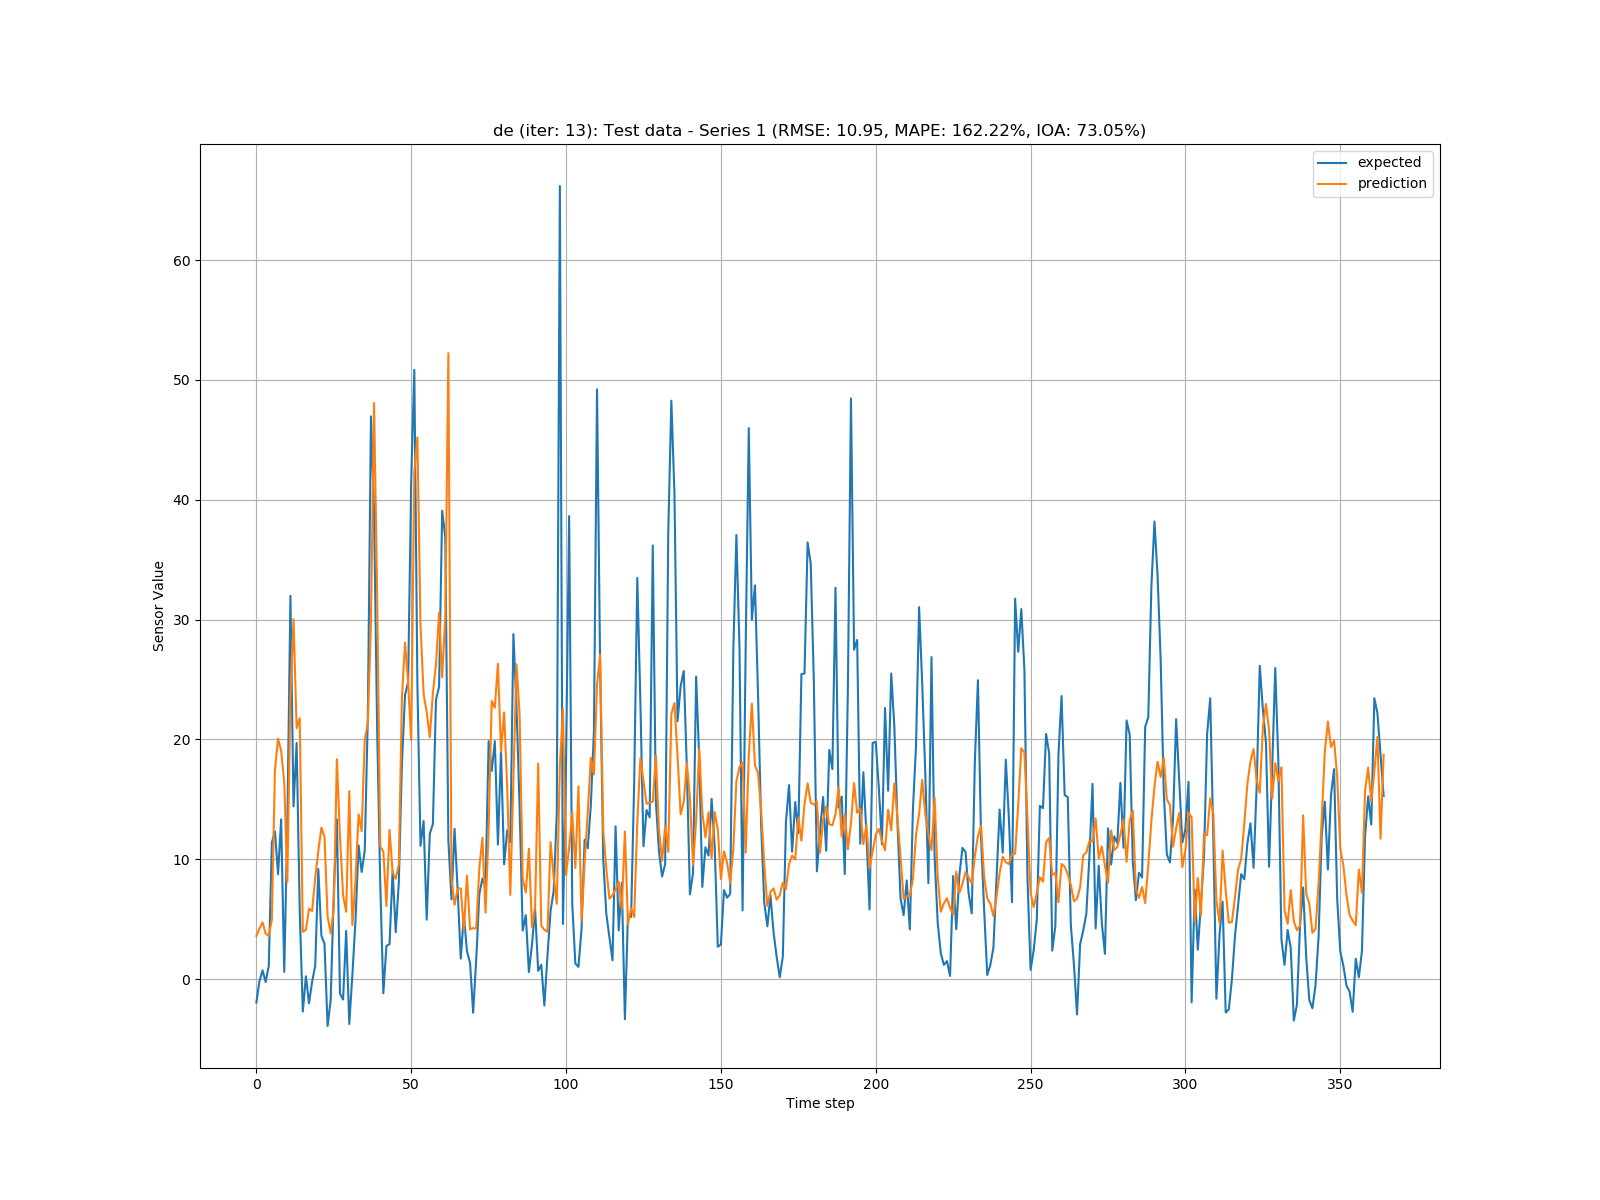 de (iter: 13): Test data - Series 1 (RMSE: 10.95, MAPE: 162.22%, IOA: 73.05%)
expected
prediction
60
50
40
30
20
10
0
Sensor Value
0 50 100 150 200 250 300 350
Time step